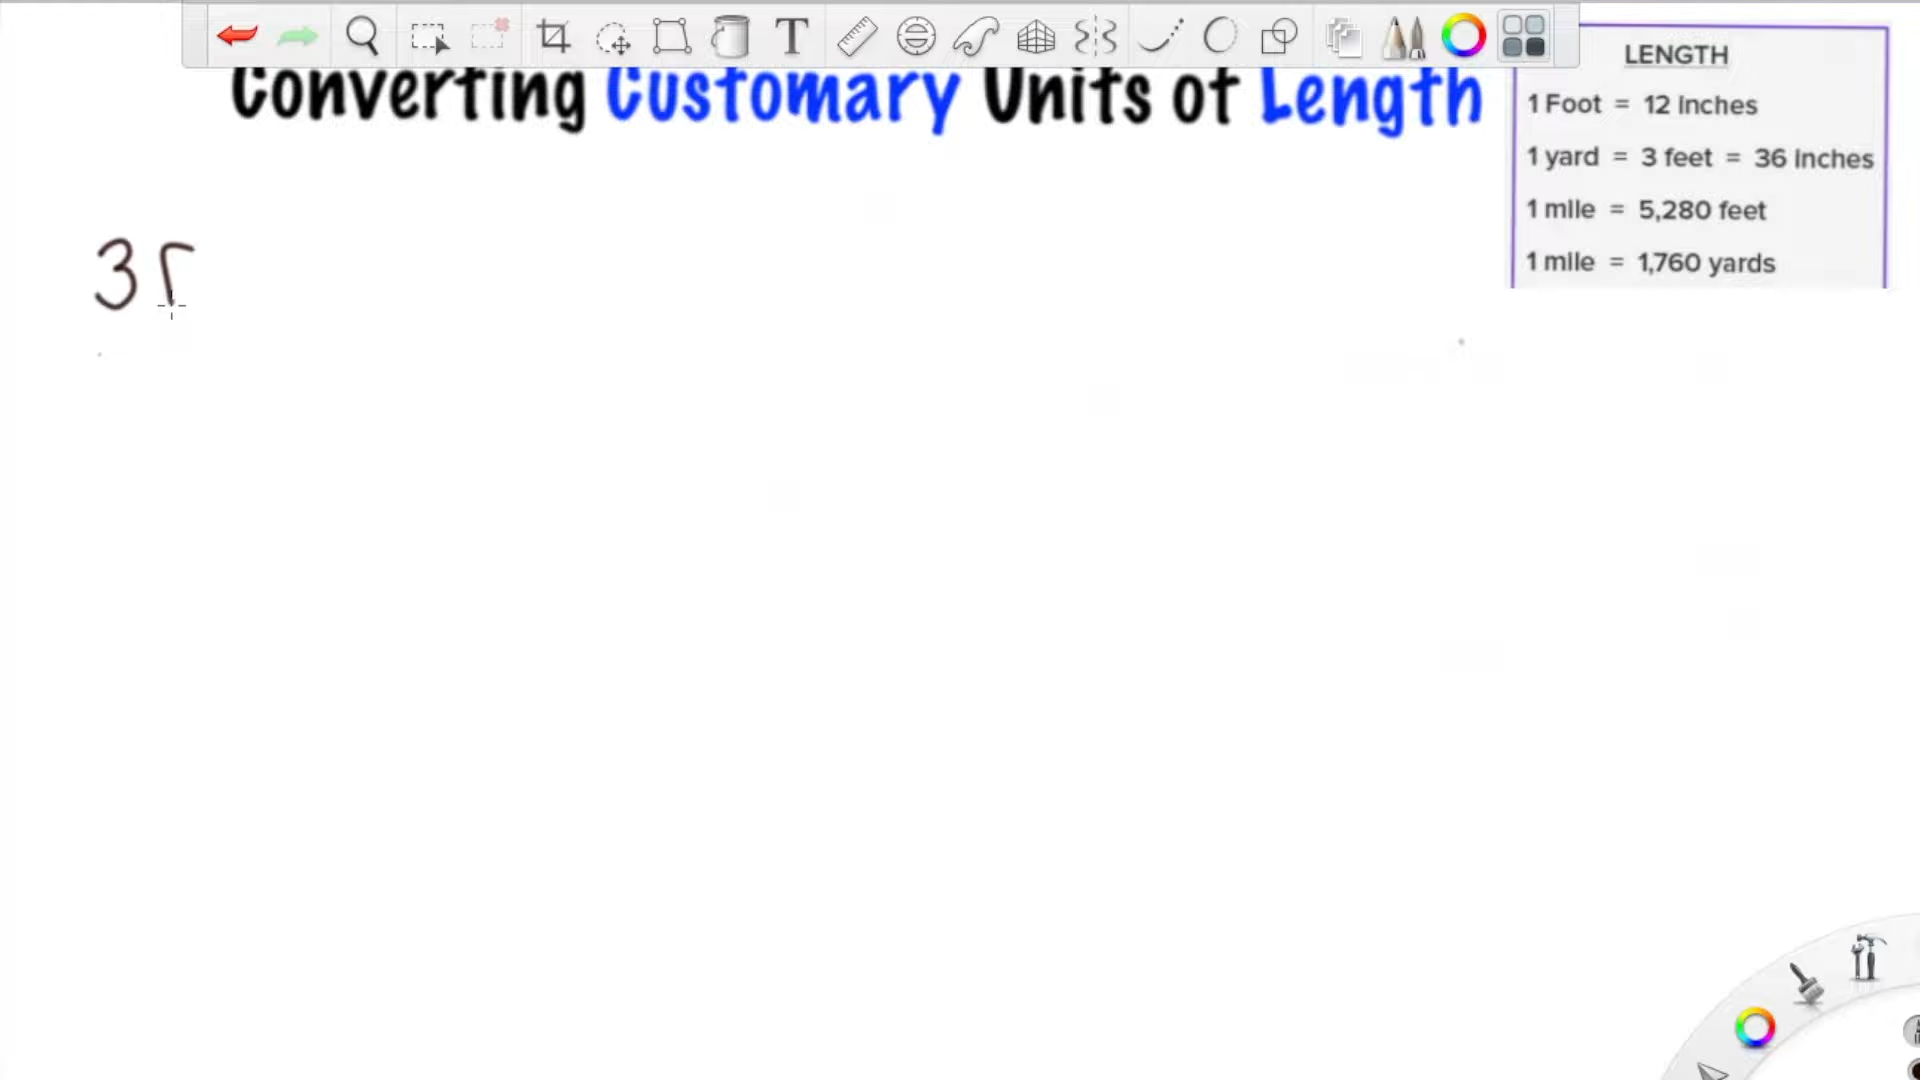 Converting Customary Units of Length
LENGTH
1 Foot = 12 Inches
1 yard = 3 feet = 36 Inches
1 mile = 5,280 feet
1 mile = 1,760 yards
3